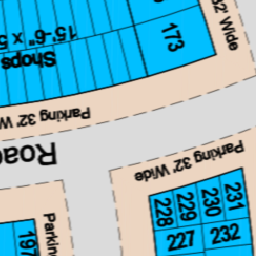 173
32' Wide
15'-6" x 5
Shops
Parking 32' W
Road
Parking 32' Wide
228
229
230
231
227
232
197
Parkin